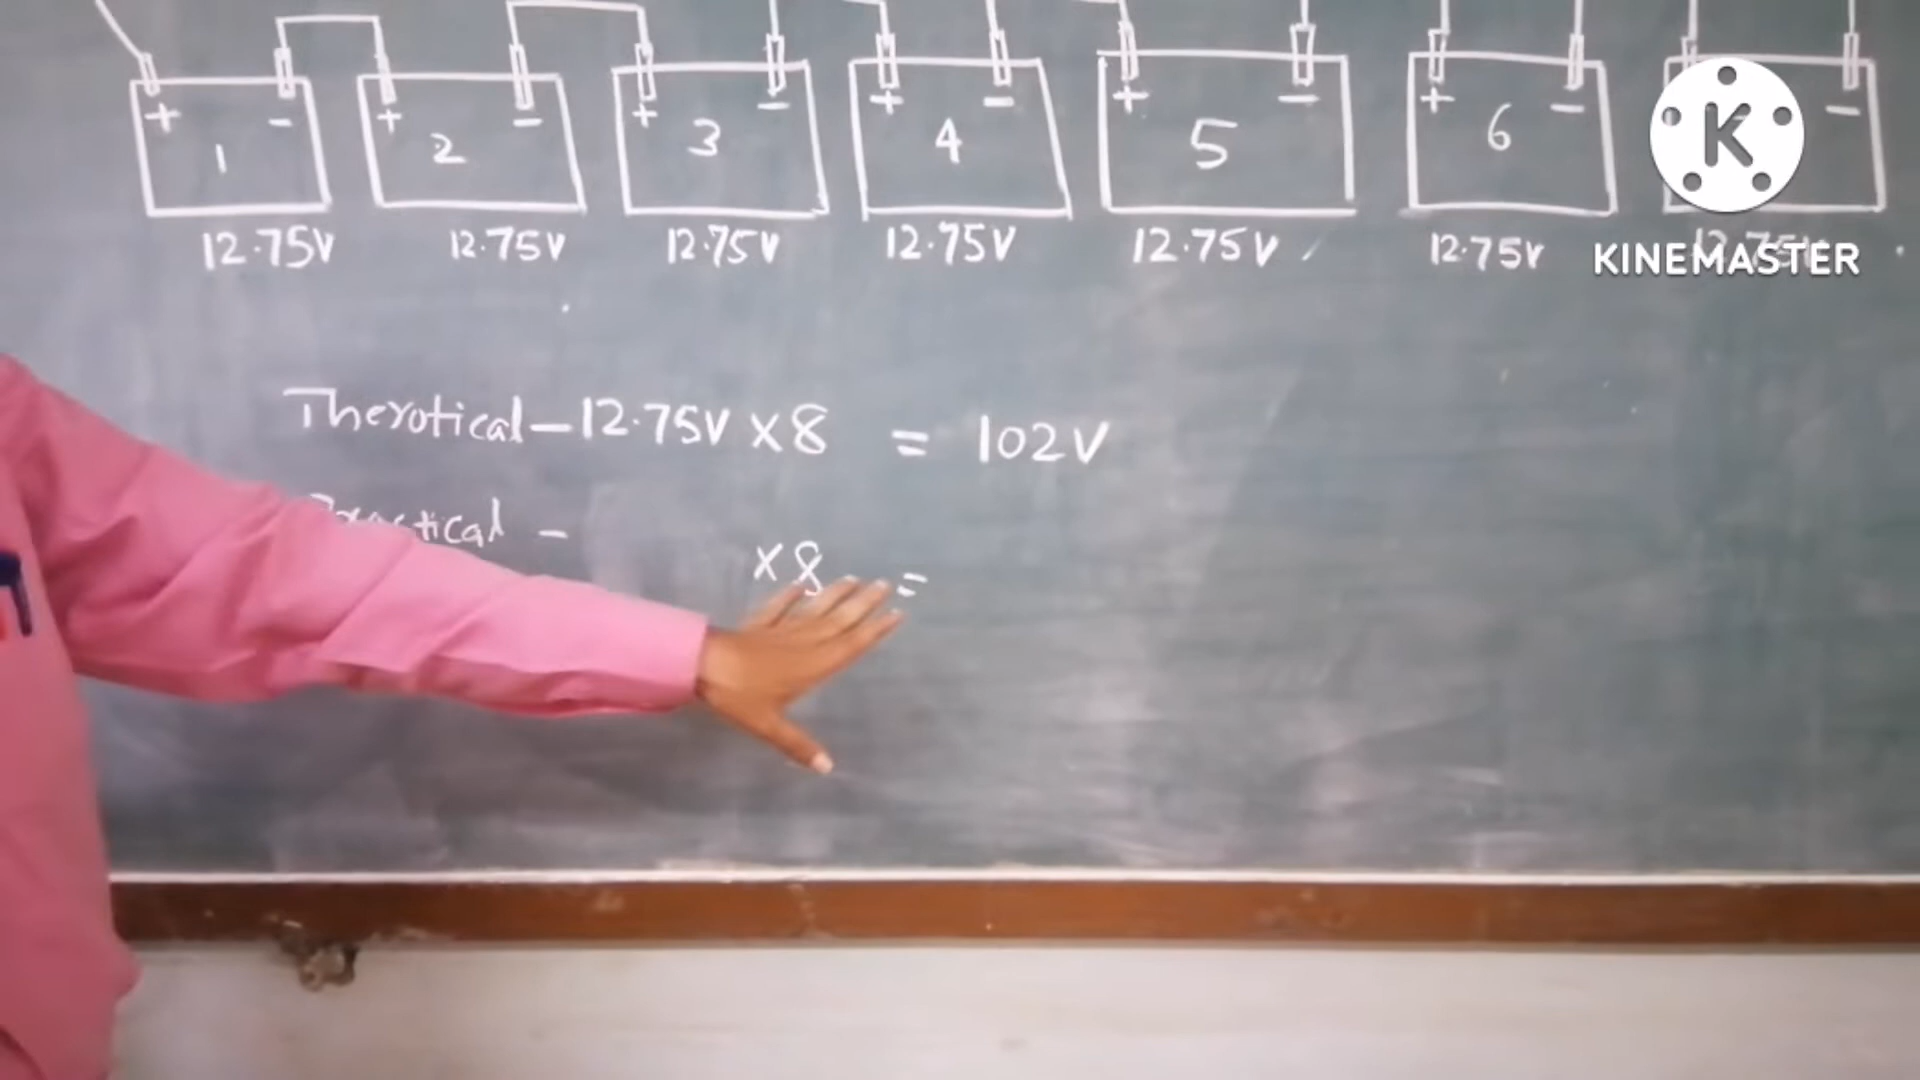 + - + - + - + - + - + - -
1 2 3 4 5 6
K
12.75V 12.75V 12.75V 12.75V 12.75V 12.75V 12.75V
KINEMASTER
Therotical - 12.75V × 8 = 102V
Practical - × 8 =